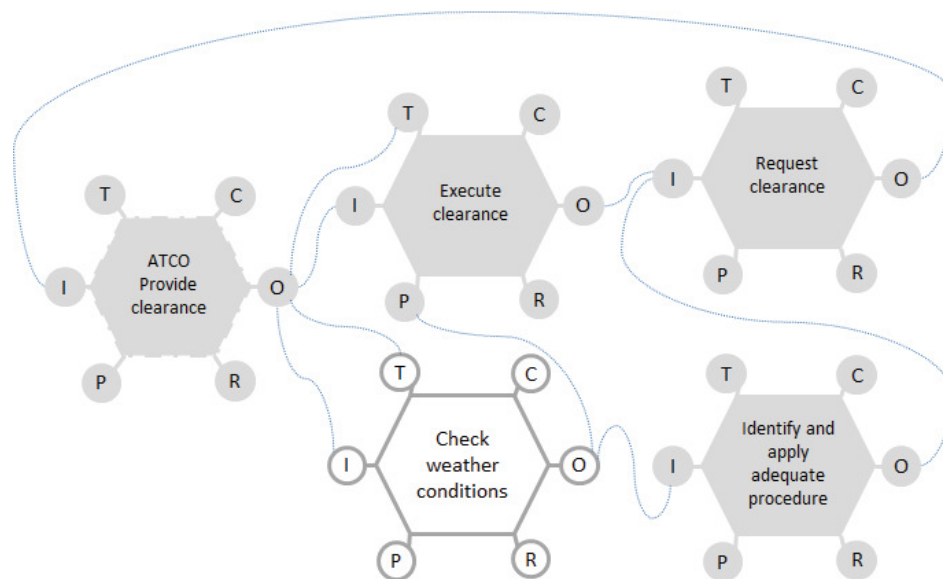 T
C
T
C
I
Request
clearance
O
T
C
I
Execute
clearance
O
P
R
I
ATCO
Provide
clearance
O
P
R
P
R
T
C
I
Check
weather
conditions
O
P
R
T
C
I
Identify and
apply
adequate
procedure
O
P
R